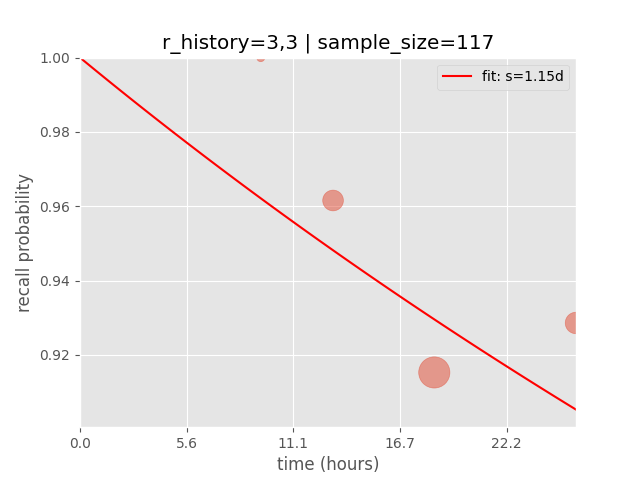 r_history=3,3 | sample_size=117
fit: s=1.15d
1.00
0.98
0.96
0.94
0.92
recall probability
0.0 5.6 11.1 16.7 22.2
time (hours)